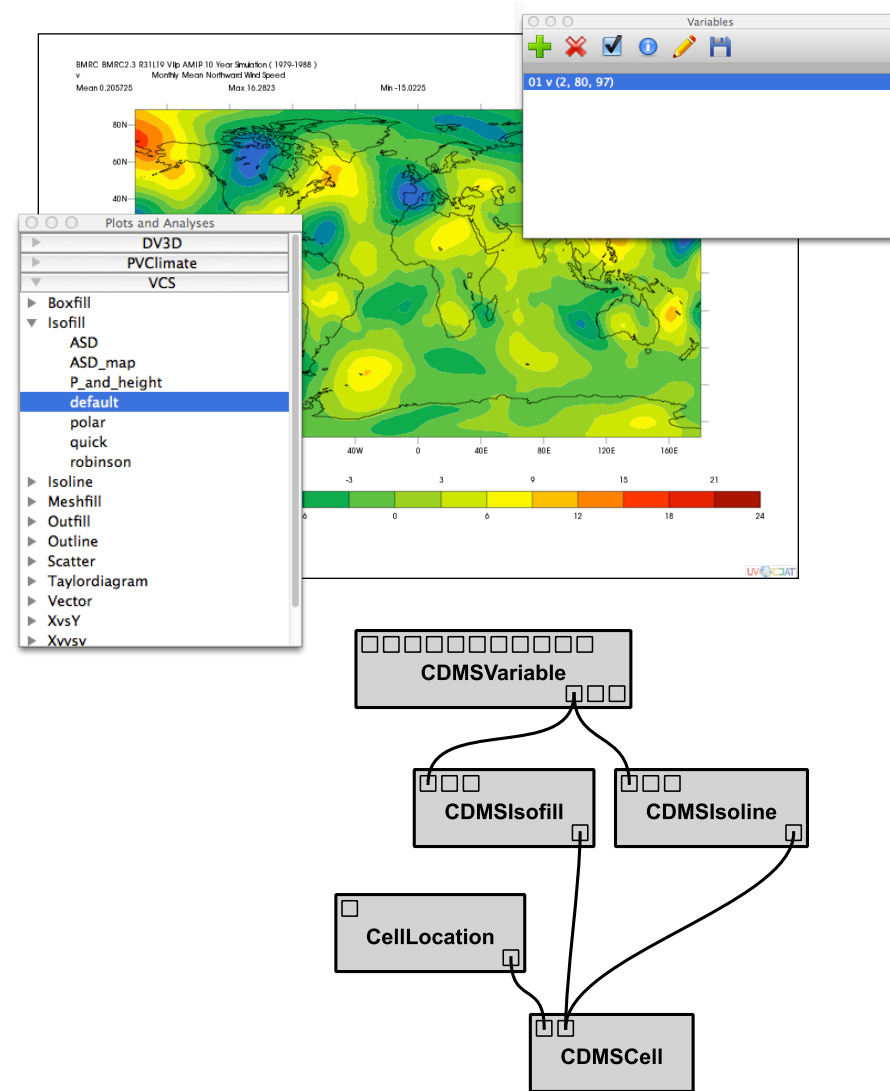 Variables
01 v (2, 80, 97)
BMRC BMRC2.3 R31L19 VIIp AMIP 10 Year Simulation ( 1979-1988 )
v Monthly Mean Northward Wind Speed
Mean 0.205725 Max 16.2823 Min -15.0225
80N
60N
40N
Plots and Analyses
DV3D
PVClimate
VCS
Boxfill
Isofill
ASD
ASD_map
P_and_height
default
polar
quick
robinson
Isoline
Meshfill
Outfill
Outline
Scatter
Taylordiagram
Vector
XvsY
Xyvsy
40W 0 40E 80E 120E 160E
-3 3 9 15 21
0 6 12 18 24
CDMSVariable
CDMSIsofill CDMSIsoline
CellLocation
CDMSCell